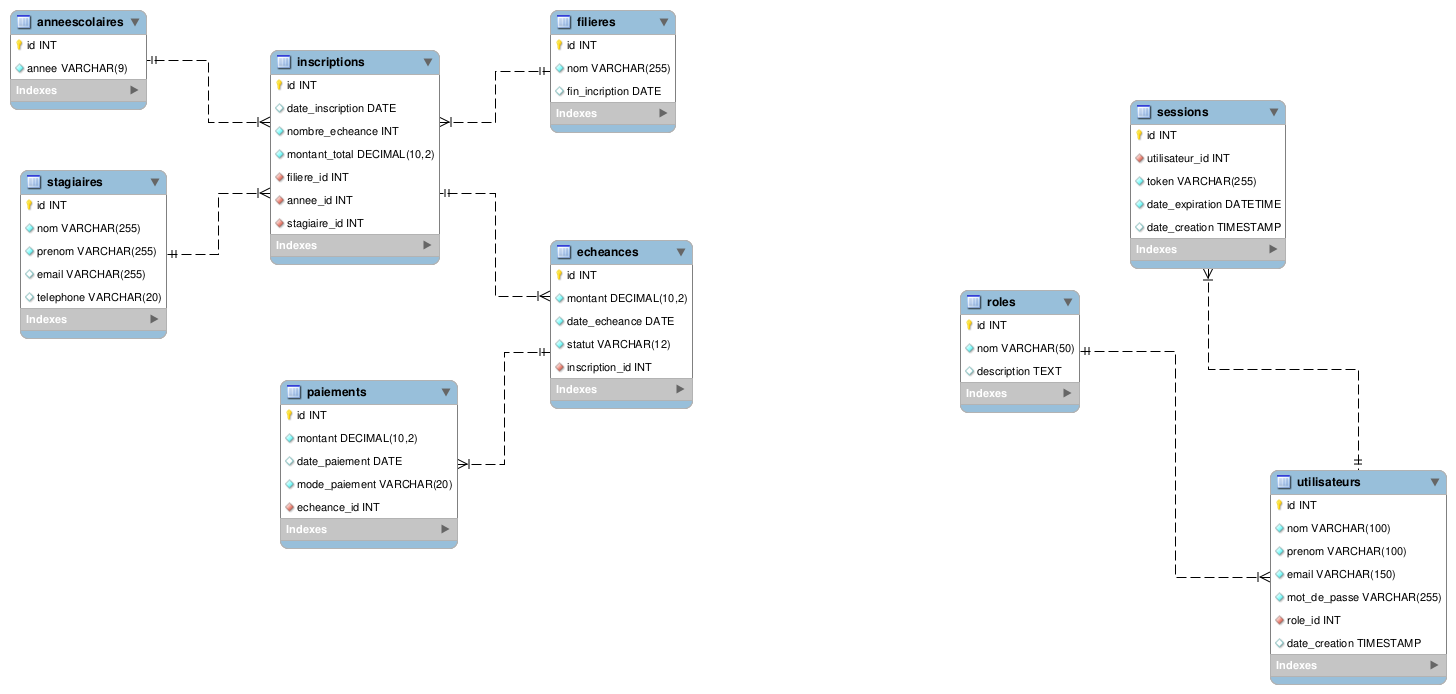 anneescolaires
id INT
annee VARCHAR(9)
Indexes
inscriptions
id INT
date_inscription DATE
nombre_echeance INT
montant_total DECIMAL(10,2)
filiere_id INT
annee_id INT
stagiaire_id INT
Indexes
filieres
id INT
nom VARCHAR(255)
fin_incription DATE
Indexes
stagiaires
id INT
nom VARCHAR(255)
prenom VARCHAR(255)
email VARCHAR(255)
telephone VARCHAR(20)
Indexes
echeances
id INT
montant DECIMAL(10,2)
date_echeance DATE
statut VARCHAR(12)
inscription_id INT
Indexes
paiements
id INT
montant DECIMAL(10,2)
date_paiement DATE
mode_paiement VARCHAR(20)
echeance_id INT
Indexes
sessions
id INT
utilisateur_id INT
token VARCHAR(255)
date_expiration DATETIME
date_creation TIMESTAMP
Indexes
roles
id INT
nom VARCHAR(50)
description TEXT
Indexes
utilisateurs
id INT
nom VARCHAR(100)
prenom VARCHAR(100)
email VARCHAR(150)
mot_de_passe VARCHAR(255)
role_id INT
date_creation TIMESTAMP
Indexes